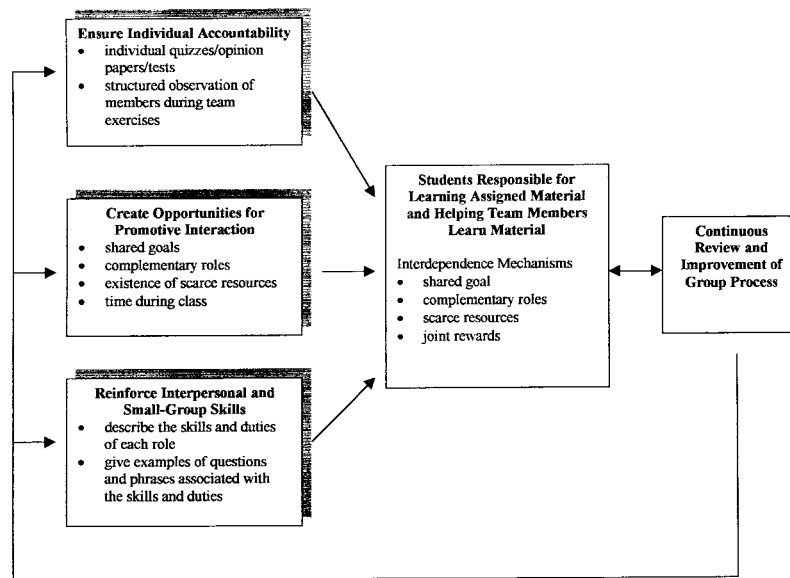 Ensure Individual Accountability
• individual quizzes/opinion
papers/tests
• structured observation of
members during team
exercises
Create Opportunities for
Promotive Interaction
• shared goals
• complementary roles
• existence of scarce resources
• time during class
Reinforce Interpersonal and
Small-Group Skills
• describe the skills and duties
of each role
• give examples of questions
and phrases associated with
the skills and duties
Students Responsible for
Learning Assigned Material
and Helping Team Members
Learn Material
Interdependence Mechanisms
• shared goal
• complementary roles
• scarce resources
• joint rewards
Continuous
Review and
Improvement of
Group Process